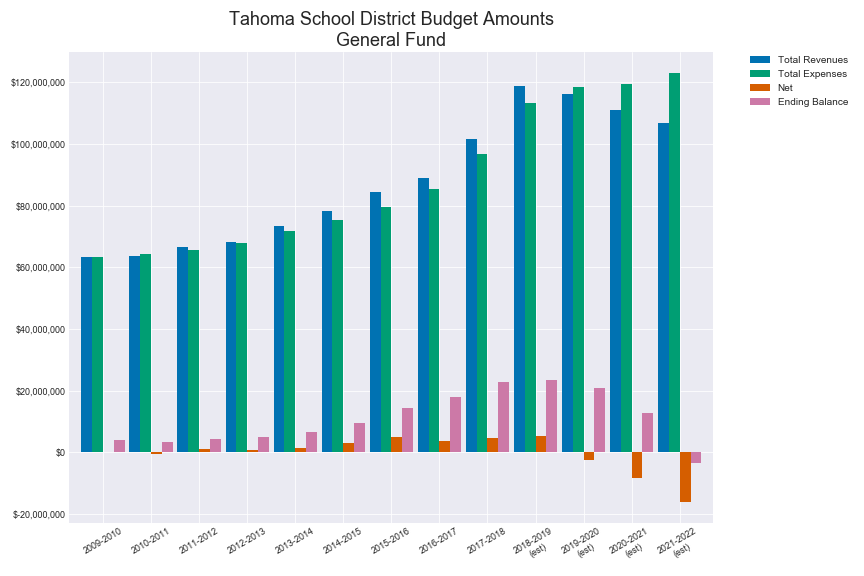 Tahoma School District Budget Amounts
General Fund
Total Revenues
Total Expenses
Net
Ending Balance
$120,000,000
$100,000,000
$80,000,000
$60,000,000
$40,000,000
$20,000,000
$0
$-20,000,000
2009-2010
2010-2011
2011-2012
2012-2013
2013-2014
2014-2015
2015-2016
2016-2017
2017-2018
2018-2019
(est)
2019-2020
(est)
2020-2021
(est)
2021-2022
(est)